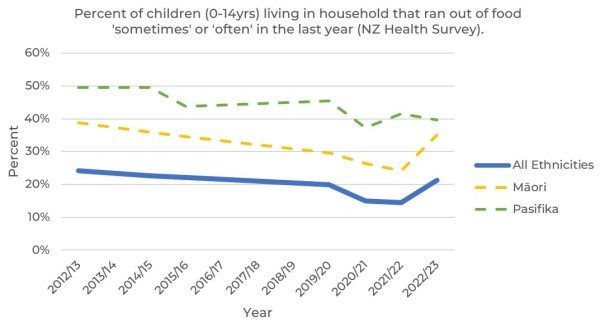 Percent of children (0-14yrs) living in household that ran out of food
'sometimes' or 'often' in the last year (NZ Health Survey).
60%
50%
40%
30%
20%
10%
0%
Percent
2012/13
2013/14
2014/15
2015/16
2016/17
2017/18
2018/19
2019/20
2020/21
2021/22
2022/23
Year
All Ethnicities
Māori
Pasifika